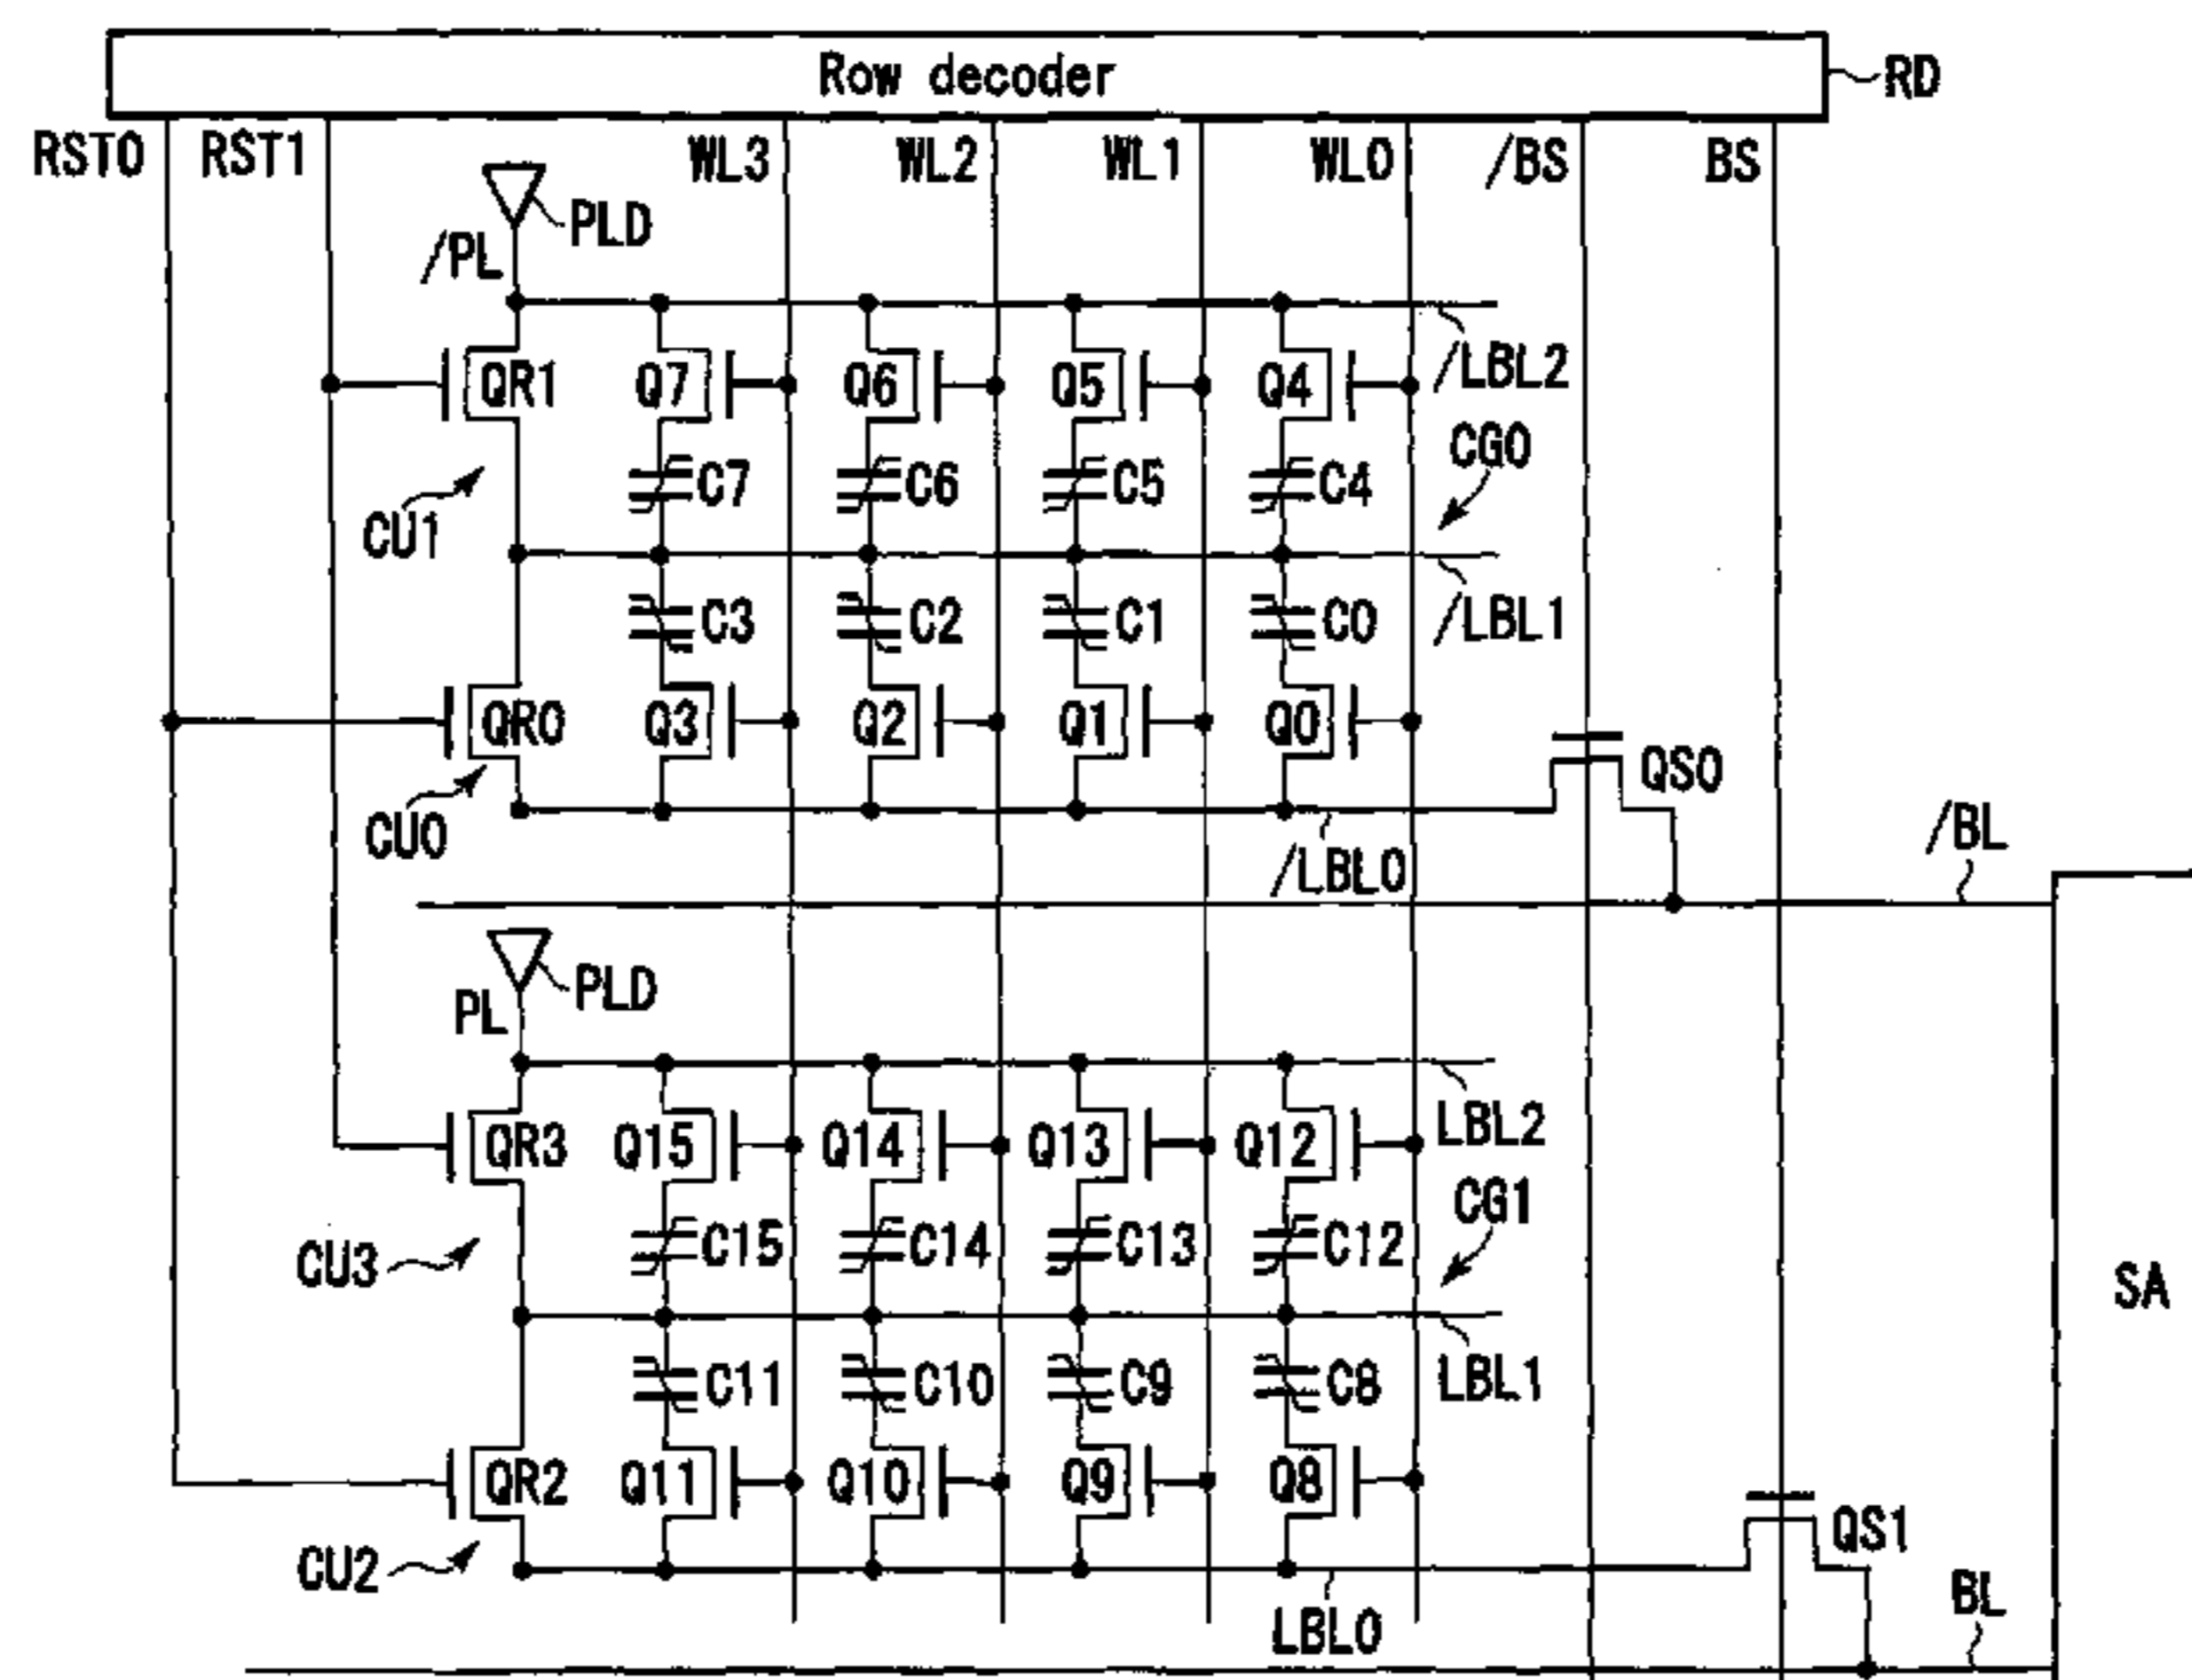 Row decoder
RD
RST0 RST1 WL3 WL2 WL1 WL0 /BS BS
PLD
/PL
QR1 Q7 Q6 Q5 Q4 /LBL2
CG0
C7 C6 C5 C4
CU1
C3 C2 C1 C0 /LBL1
QR0 Q3 Q2 Q1 Q0
QS0
CU0
/LBL0
/BL
PLD
PL
QR3 Q15 Q14 Q13 Q12 LBL2
CG1
C15 C14 C13 C12
CU3
SA
C11 C10 C9 C8 LBL1
QR2 Q11 Q10 Q9 Q8
QS1
CU2
BL
LBL0